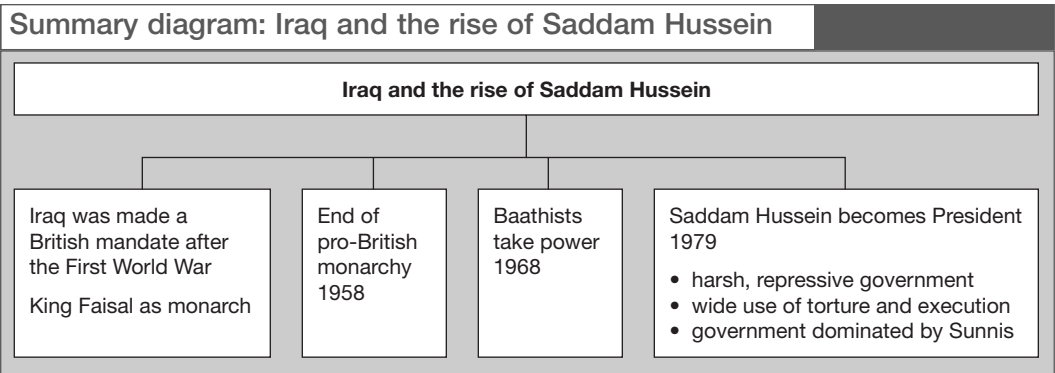 Summary diagram: Iraq and the rise of Saddam Hussein
Iraq and the rise of Saddam Hussein
Iraq was made a
British mandate after
the First World War
King Faisal as monarch
End of
pro-British
monarchy
1958
Baathists
take power
1968
Saddam Hussein becomes President
1979
• harsh, repressive government
• wide use of torture and execution
• government dominated by Sunnis